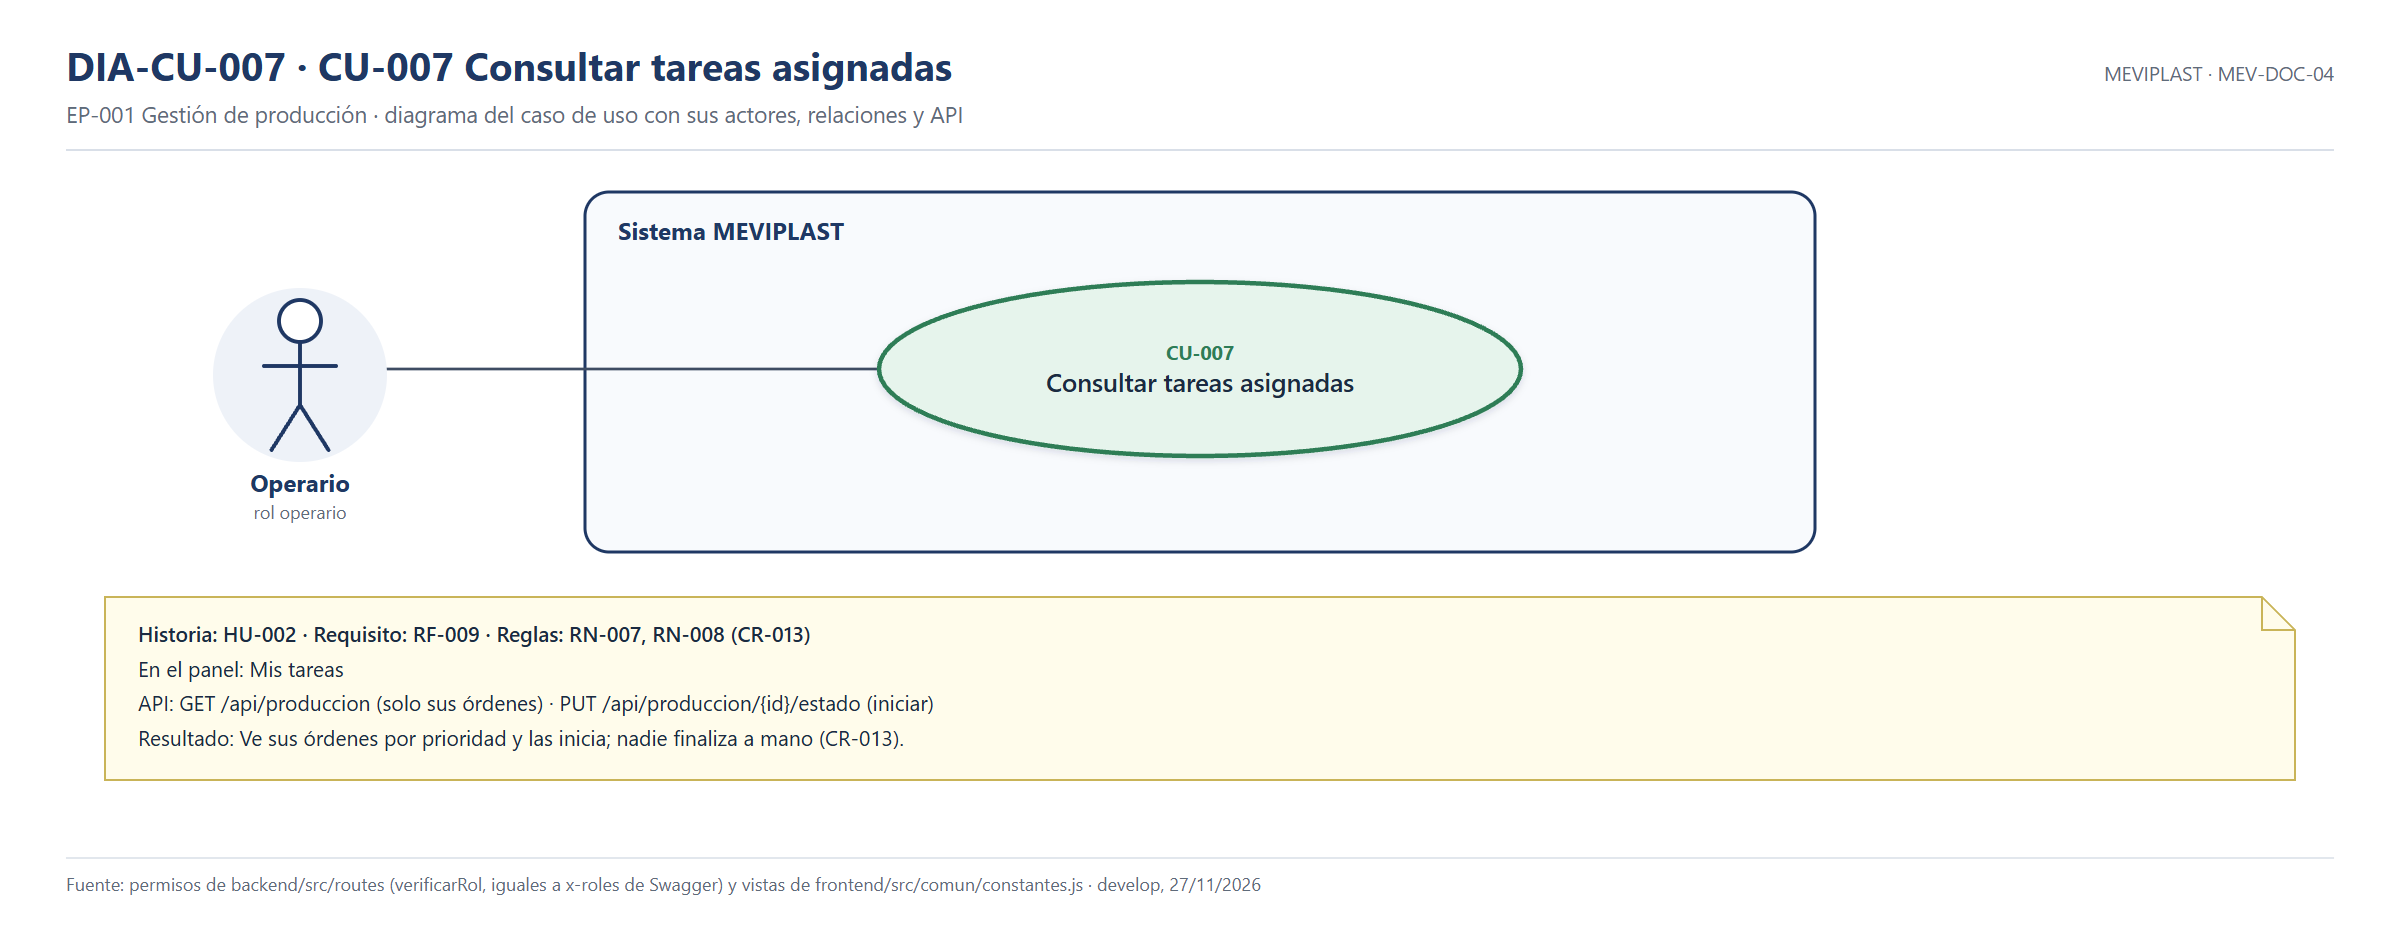 DIA-CU-007 · CU-007 Consultar tareas asignadas
MEVIPLAST · MEV-DOC-04
EP-001 Gestión de producción · diagrama del caso de uso con sus actores, relaciones y API
Sistema MEVIPLAST
CU-007
Consultar tareas asignadas
Operario
rol operario
Historia: HU-002 · Requisito: RF-009 · Reglas: RN-007, RN-008 (CR-013)
En el panel: Mis tareas
API: GET /api/produccion (solo sus órdenes) · PUT /api/produccion/{id}/estado (iniciar)
Resultado: Ve sus órdenes por prioridad y las inicia; nadie finaliza a mano (CR-013).
Fuente: permisos de backend/src/routes (verificarRol, iguales a x-roles de Swagger) y vistas de frontend/src/comun/constantes.js · develop, 27/11/2026